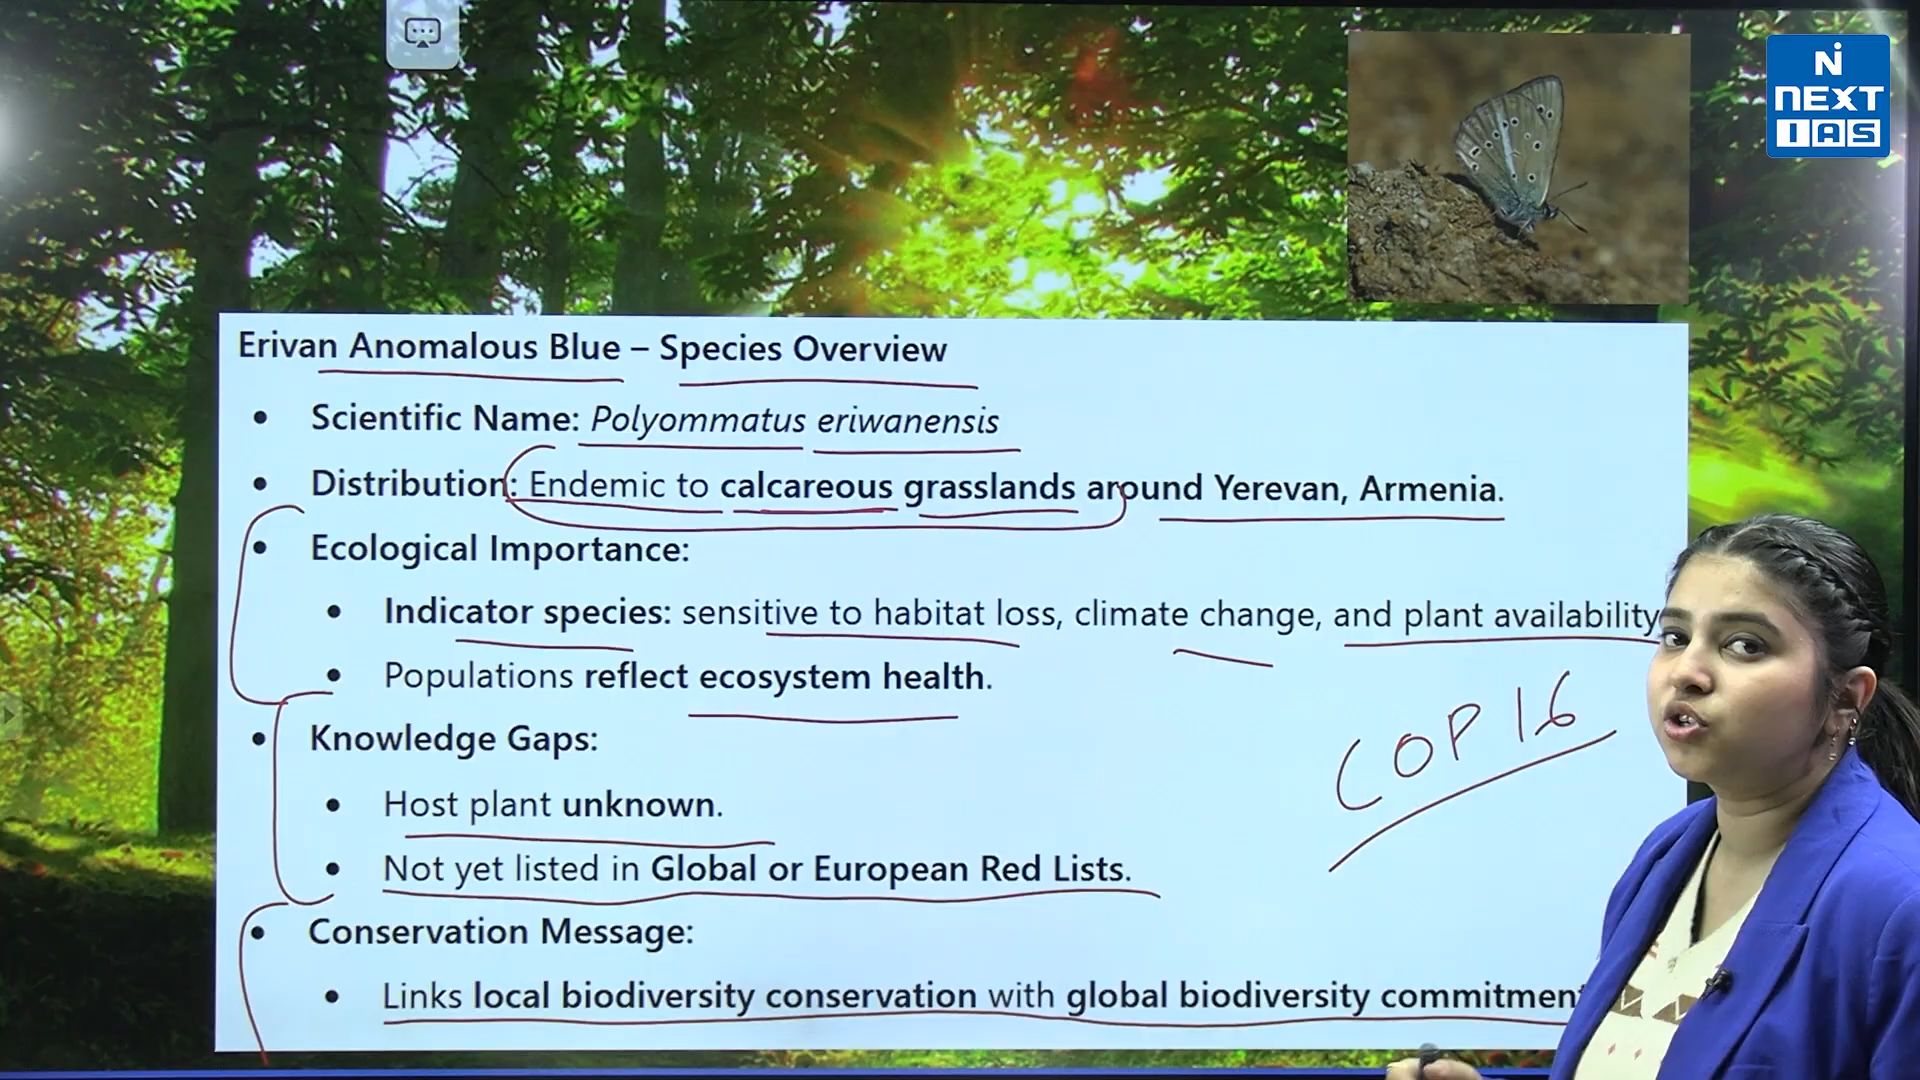 NEXT
IAS
Erivan Anomalous Blue – Species Overview
• Scientific Name: Polyommatus eriwanensis
• Distribution: Endemic to calcareous grasslands around Yerevan, Armenia.
• Ecological Importance:
• Indicator species: sensitive to habitat loss, climate change, and plant availability
• Populations reflect ecosystem health.
• Knowledge Gaps:
• Host plant unknown.
COP 16
• Not yet listed in Global or European Red Lists.
• Conservation Message:
• Links local biodiversity conservation with global biodiversity commitment